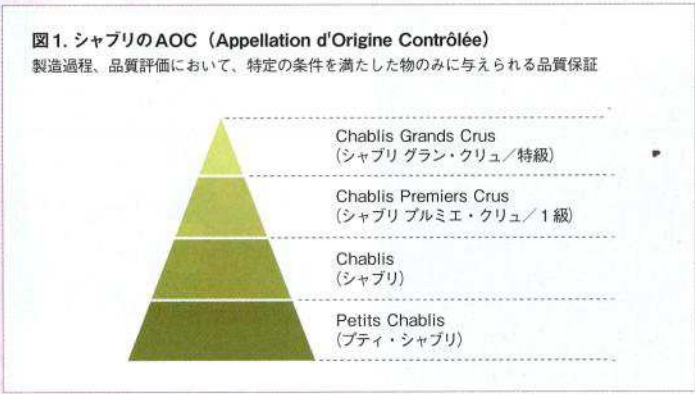 図1. シャブリのAOC（Appellation d'Origine Contrôlée）
製造過程、品質評価において、特定の条件を満たした物のみに与えられる品質保証
Chablis Grands Crus
（シャブリ グラン・クリュ／特級）
Chablis Premiers Crus
（シャブリ プルミエ・クリュ／1級）
Chablis
（シャブリ）
Petits Chablis
（プティ・シャブリ）